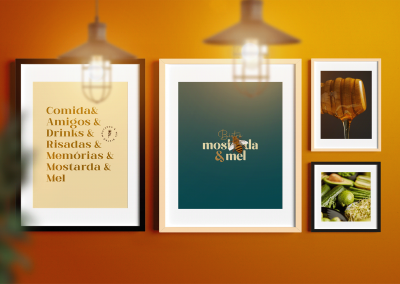 Comida&
Amigos &
Drinks &
Risadas &
Memórias &
Mostarda &
Mel
mostarda
& mel